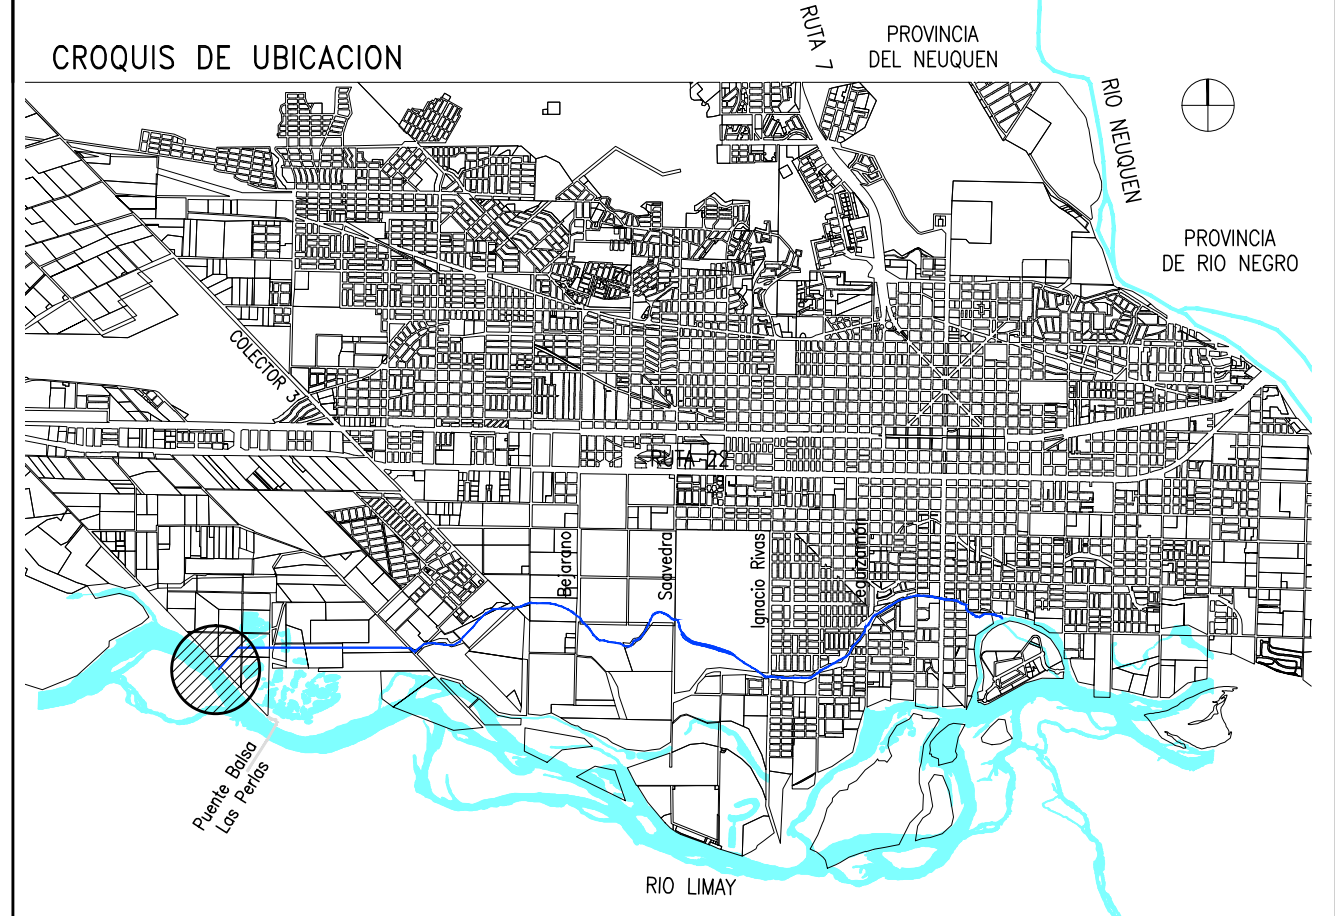 CROQUIS DE UBICACION
RUTA 7
PROVINCIA
DEL NEUQUEN
RIO NEUQUEN
PROVINCIA
DE RIO NEGRO
COLECTOR 3
RUTA 22
Bejarano
Saavedra
Ignacio Rivas
Leguizamón
Puente Balsa
Las Perlas
RIO LIMAY